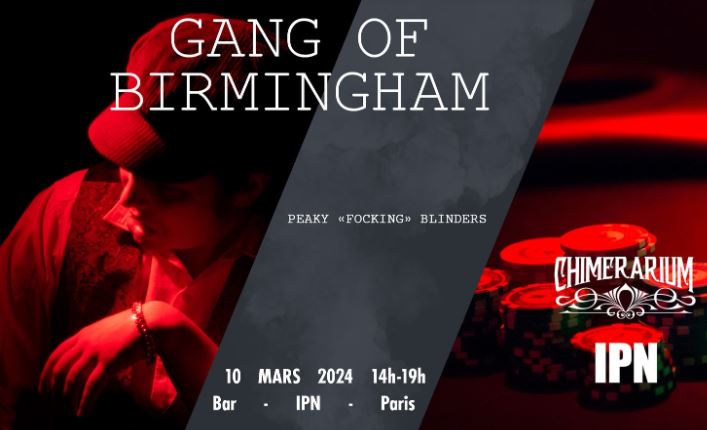 GANG OF
BIRMINGHAM
PEAKY «FOCKING» BLINDERS
CHIMERARIUM
IPN
10 MARS 2024 14h-19h
Bar - IPN - Paris